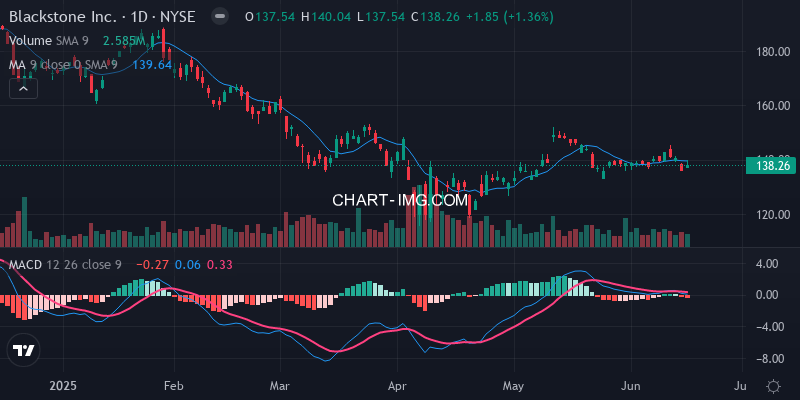 Blackstone Inc. · 1D · NYSE O137.54 H140.04 L137.54 C138.26 +1.85 (+1.36%)
Volume SMA 9 2.585M
MA 9 close 0 SMA 9 139.64
180.00
160.00
138.26
120.00
CHART-IMG.COM
MACD 12 26 close 9 −0.27 0.06 0.33
4.00
0.00
−4.00
−8.00
2025 Feb Mar Apr May Jun Ju